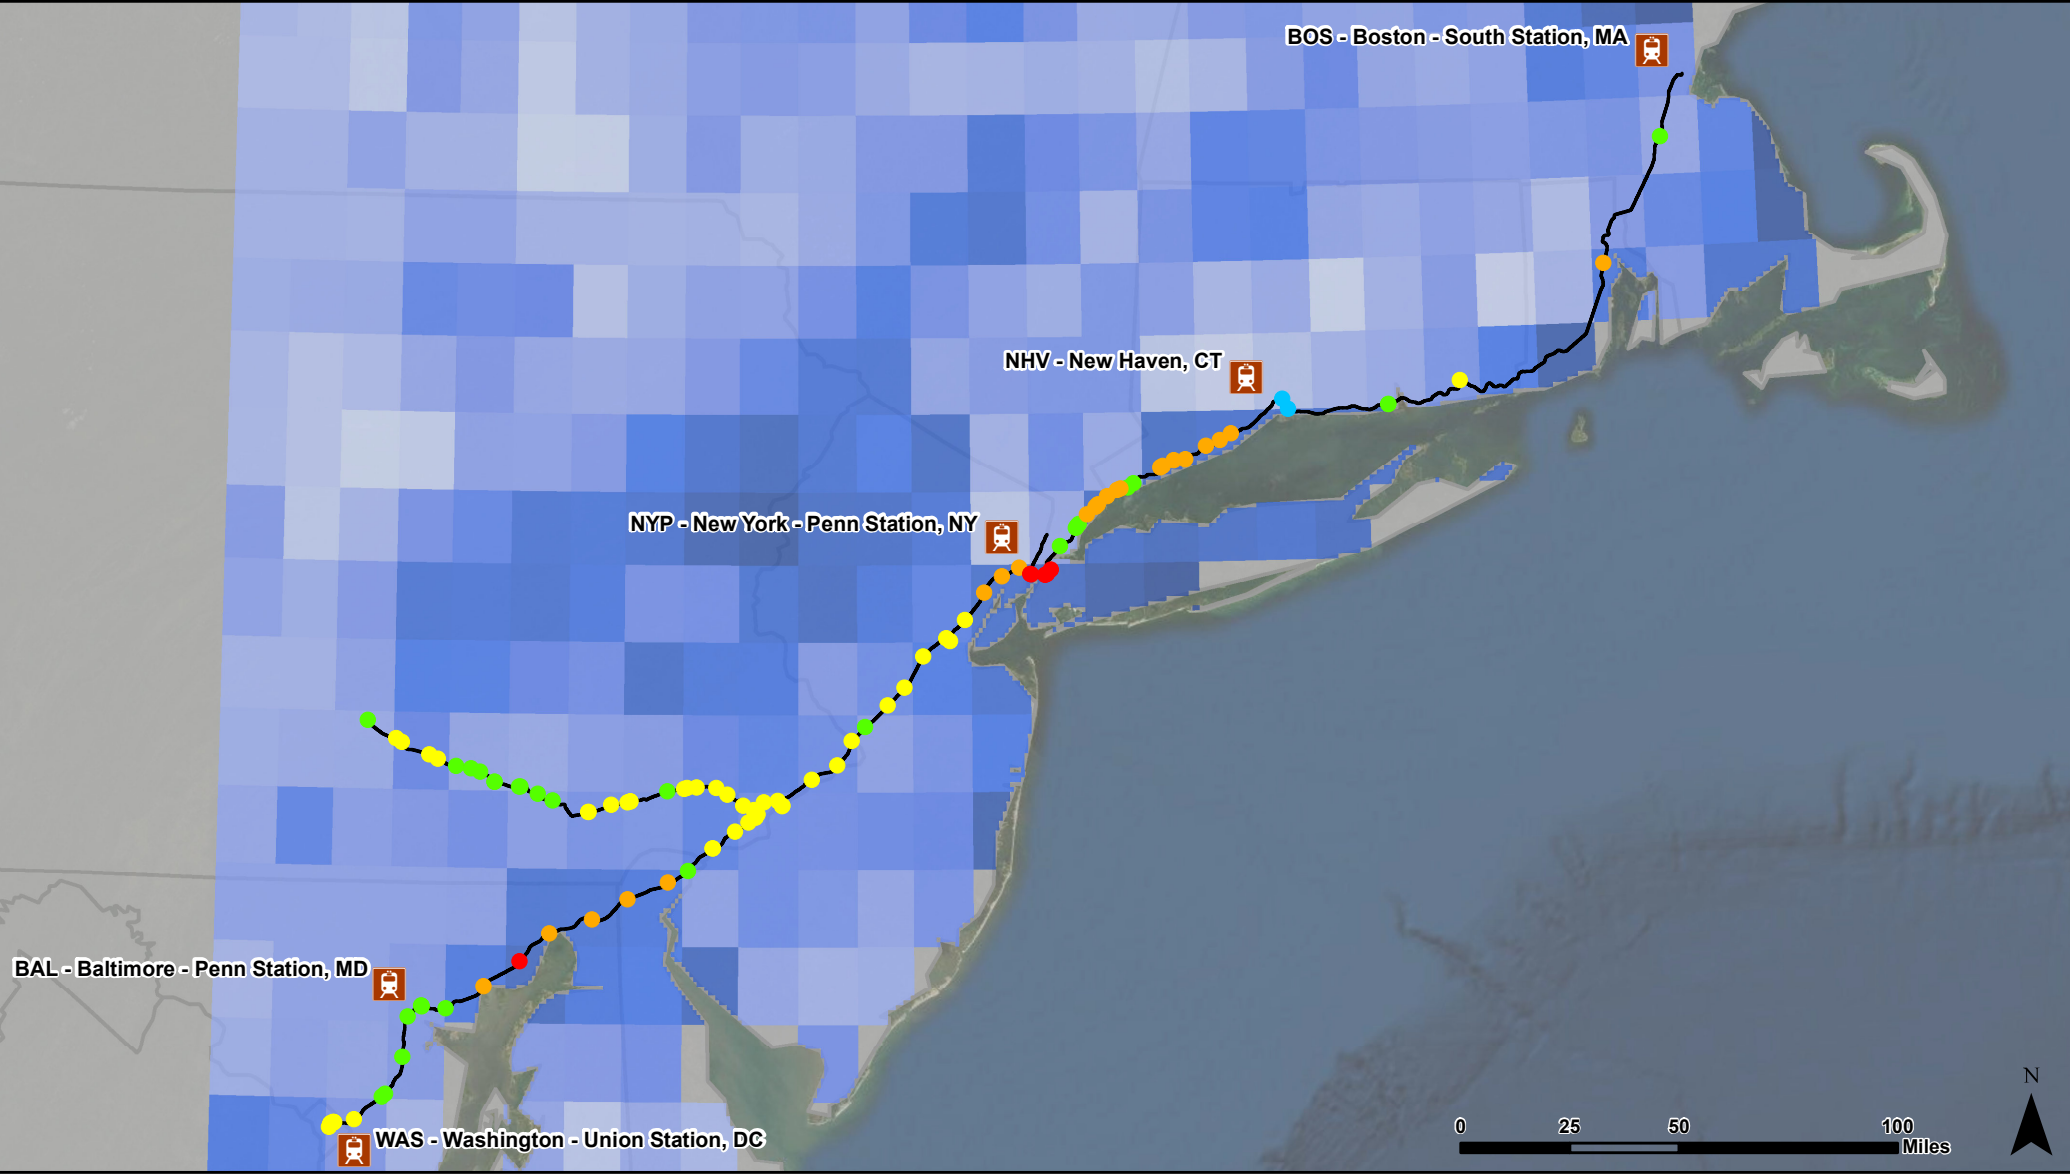 BOS - Boston - South Station, MA
NHV - New Haven, CT
NYP - New York - Penn Station, NY
BAL - Baltimore - Penn Station, MD
WAS - Washington - Union Station, DC
N
0 25 50 100
Miles